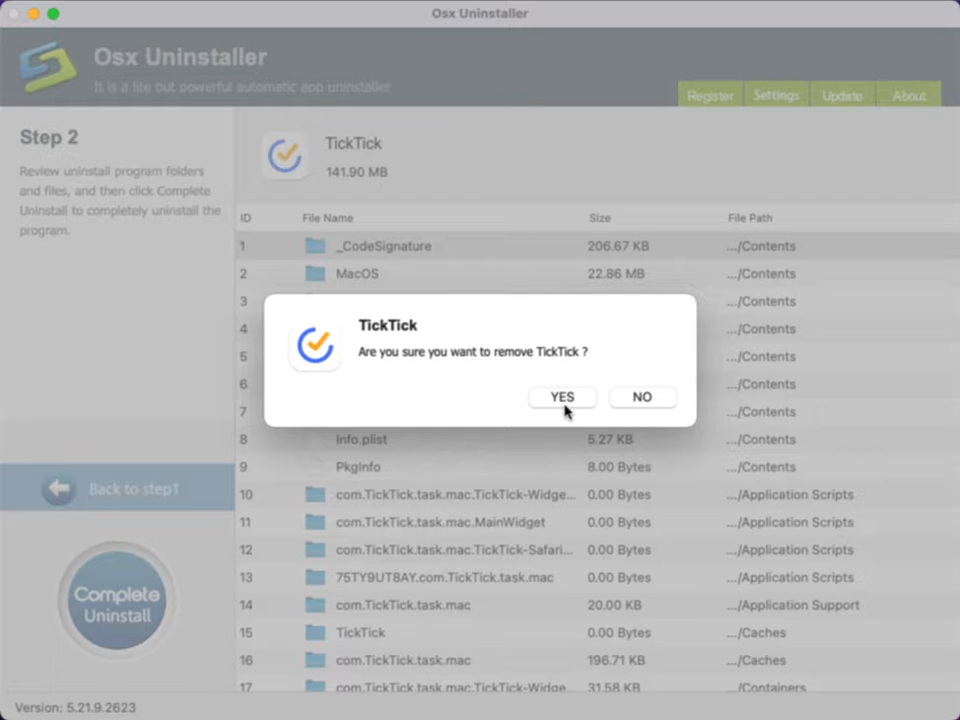 Osx Uninstaller
Osx Uninstaller
It is a lite but powerful automatic app uninstaller
Register Settings Update About
Step 2
Review uninstall program folders
and files, and then click Complete
Uninstall to completely uninstall the
program.
Back to step1
Complete
Uninstall
TickTick
141.90 MB
ID File Name Size File Path
1 _CodeSignature 206.67 KB .../Contents
2 MacOS 22.86 MB .../Contents
3 .../Contents
4 .../Contents
5 .../Contents
6 .../Contents
7 .../Contents
8 Info.plist 5.27 KB .../Contents
9 PkgInfo 8.00 Bytes .../Contents
10 com.TickTick.task.mac.TickTick-Widge... 0.00 Bytes .../Application Scripts
11 com.TickTick.task.mac.MainWidget 0.00 Bytes .../Application Scripts
12 com.TickTick.task.mac.TickTick-Safari... 0.00 Bytes .../Application Scripts
13 75TY9UT8AY.com.TickTick.task.mac 0.00 Bytes .../Application Scripts
14 com.TickTick.task.mac 20.00 KB .../Application Support
15 TickTick 0.00 Bytes .../Caches
16 com.TickTick.task.mac 196.71 KB .../Caches
17 com.TickTick.task.mac.TickTick-Widge... 31.58 KB .../Containers
TickTick
Are you sure you want to remove TickTick ?
YES NO
Version: 5.21.9.2623